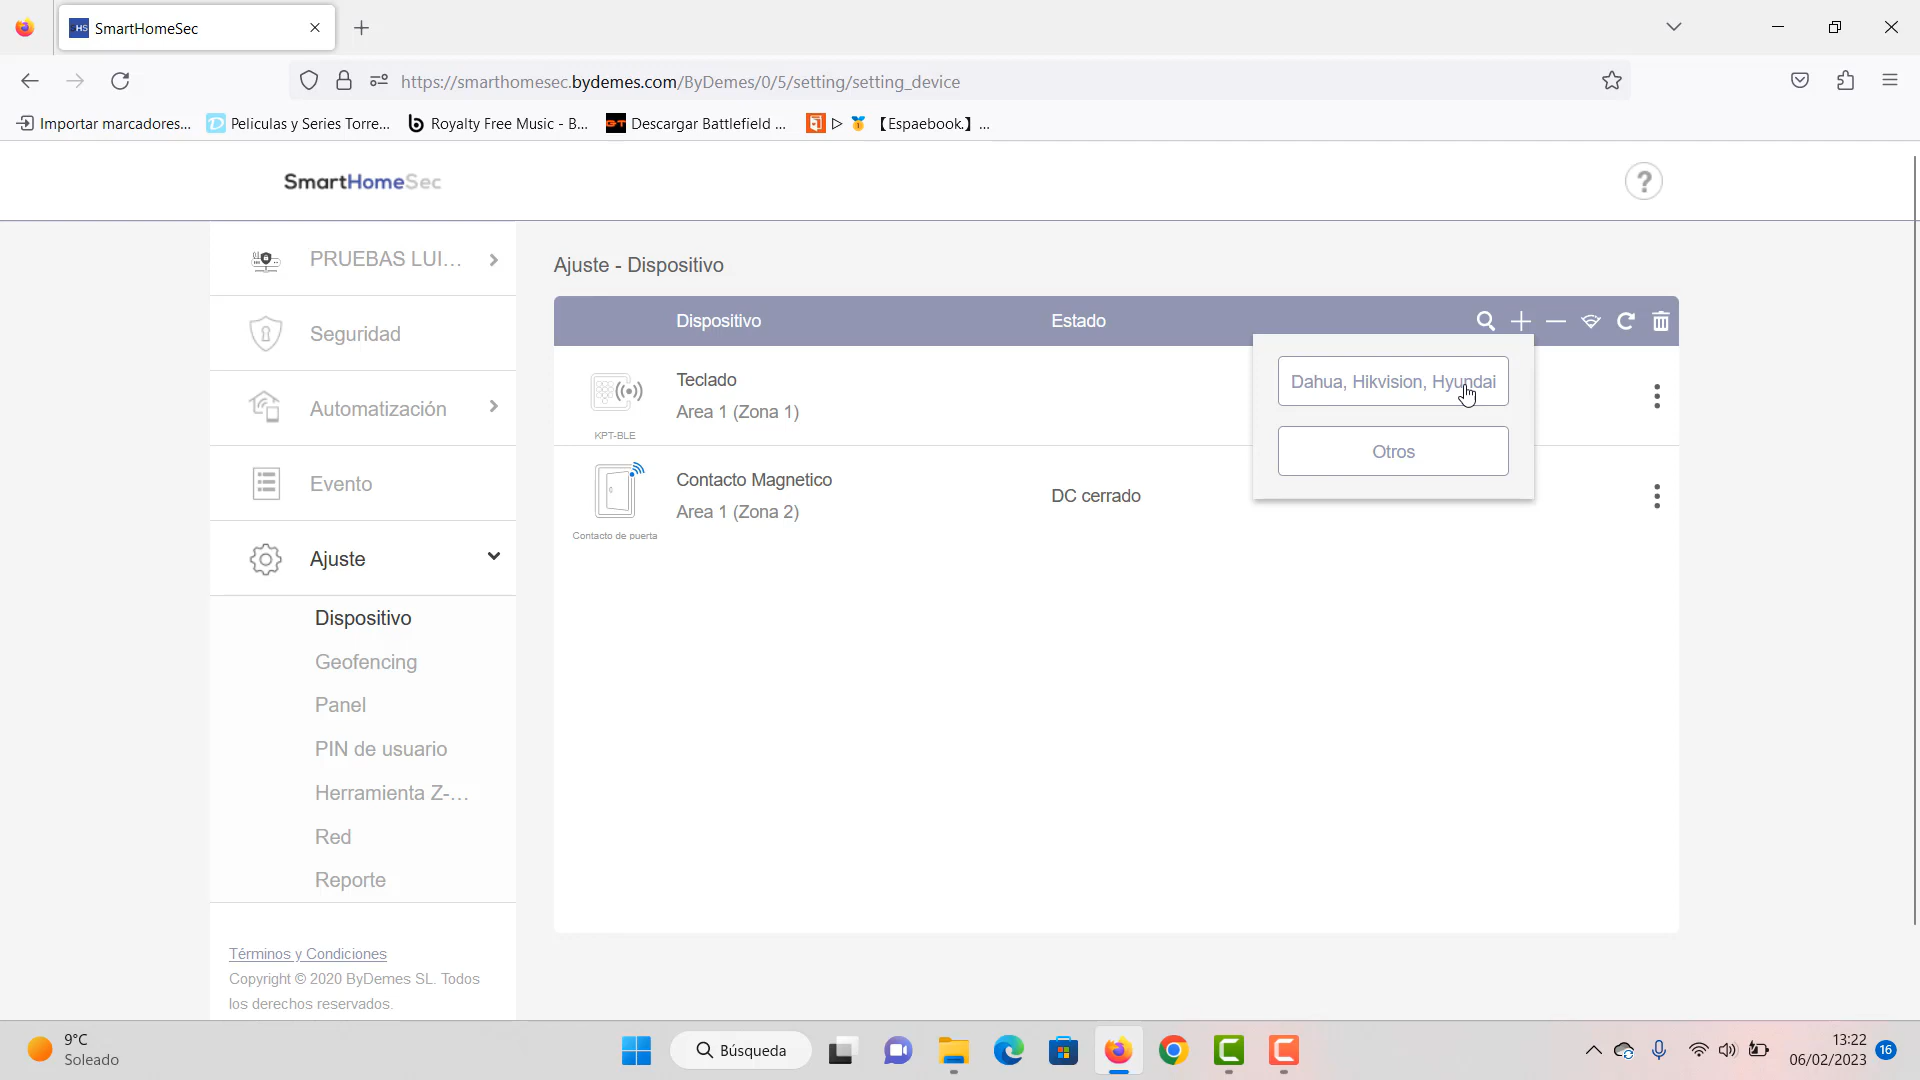 SmartHomeSec
https://smarthomesec.bydemes.com/ByDemes/0/5/setting/setting_device
Importar marcadores...
Peliculas y Series Torre...
Royalty Free Music - B...
Descargar Battlefield ...
【Espaebook.】 ...
SmartHomeSec
?
PRUEBAS LUI...
Seguridad
Automatización
Evento
Ajuste
Dispositivo
Geofencing
Panel
PIN de usuario
Herramienta Z-...
Red
Reporte
Términos y Condiciones
Copyright © 2020 ByDemes SL. Todos
los derechos reservados.
Ajuste - Dispositivo
Dispositivo Estado
Teclado
Area 1 (Zona 1)
KPT-BLE
Contacto Magnetico
Area 1 (Zona 2)
Contacto de puerta
DC cerrado
Dahua, Hikvision, Hyundai
Otros
9°C
Soleado
Búsqueda
13:22
06/02/2023
16